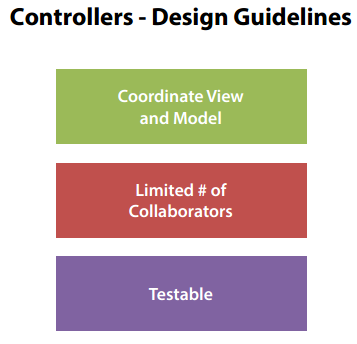 Controllers - Design Guidelines
Coordinate View
and Model
Limited # of
Collaborators
Testable